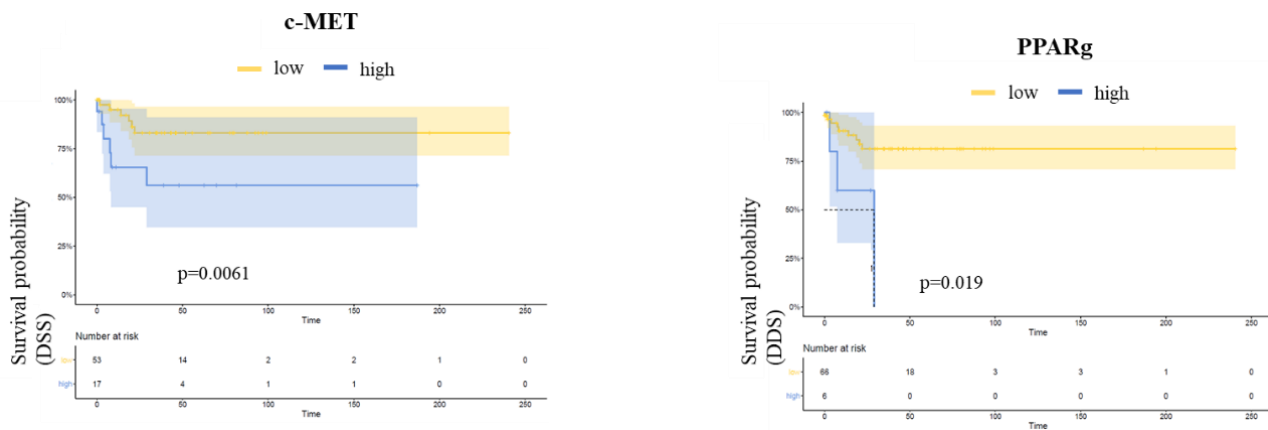 c-MET
low high
100%
75%
50%
25%
0%
Survival probability
(DSS)
p=0.0061
0 50 100 150 200 250
Time
Number at risk
low 53 14 2 2 1 0
high 17 4 1 1 0 0
0 50 100 150 200 250
Time
PPARg
low high
100%
75%
50%
25%
0%
Survival probability
(DDS)
p=0.019
0 50 100 150 200 250
Time
Number at risk
low 66 18 3 3 1 0
high 6 0 0 0 0 0
0 50 100 150 200 250
Time